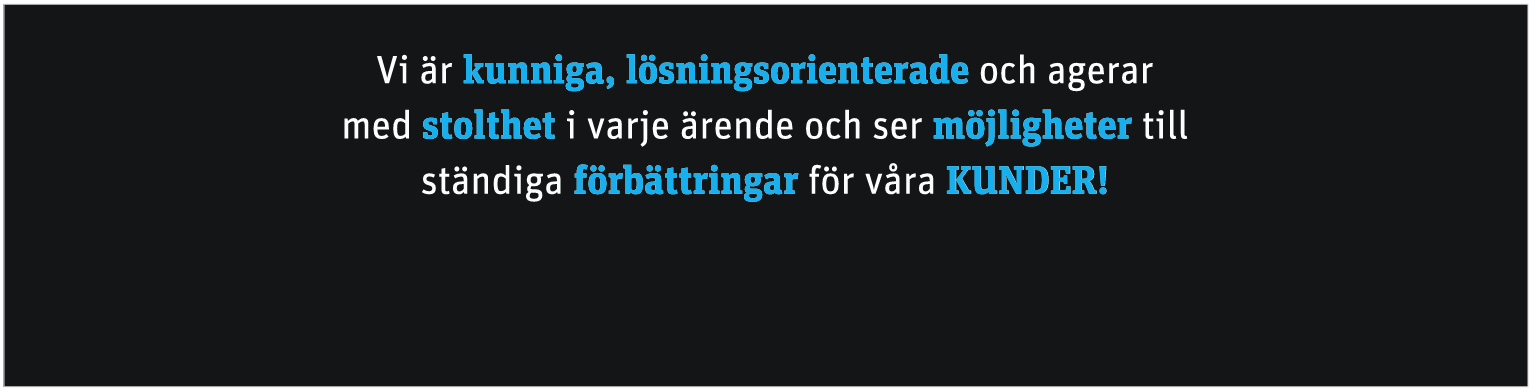 Vi är kunniga, lösningsorienterade och agerar
med stolthet i varje ärende och ser möjligheter till
ständiga förbättringar för våra KUNDER!